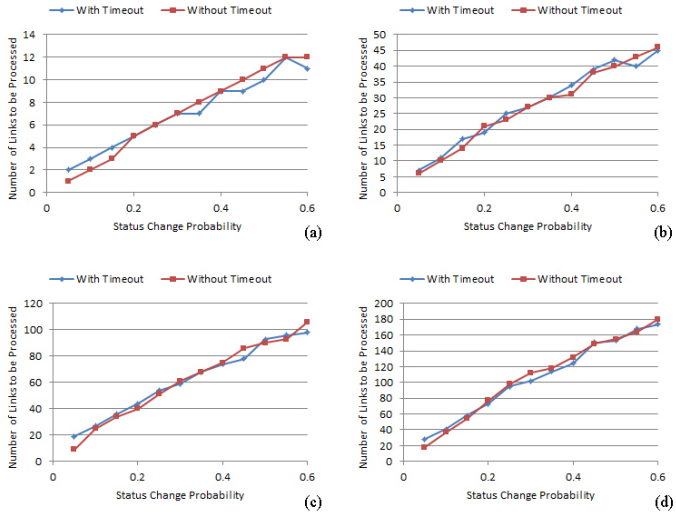 With Timeout Without Timeout
Number of Links to be Processed
14
12
10
8
6
4
2
0
0 0.2 0.4 0.6
Status Change Probability
(a)
With Timeout Without Timeout
Number of Links to be Processed
50
45
40
35
30
25
20
15
10
5
0
0 0.2 0.4 0.6
Status Change Probability
(b)
With Timeout Without Timeout
Number of Links to be Processed
120
100
80
60
40
20
0
0 0.2 0.4 0.6
Status Change Probability
(c)
With Timeout Without Timeout
Number of Links to be Processed
200
180
160
140
120
100
80
60
40
20
0
0 0.2 0.4 0.6
Status Change Probability
(d)